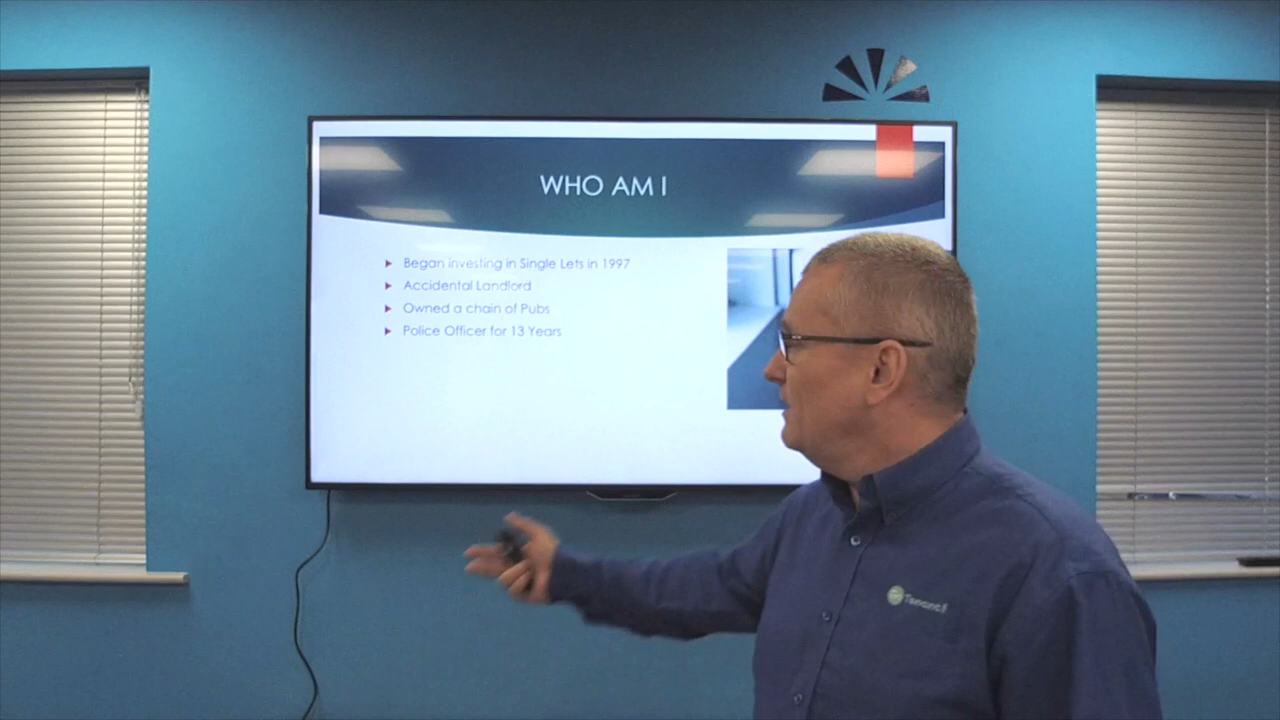 WHO AM I
Began investing in Single Lets in 1997
Accidental Landlord
Owned a chain of Pubs
Police Officer for 13 Years